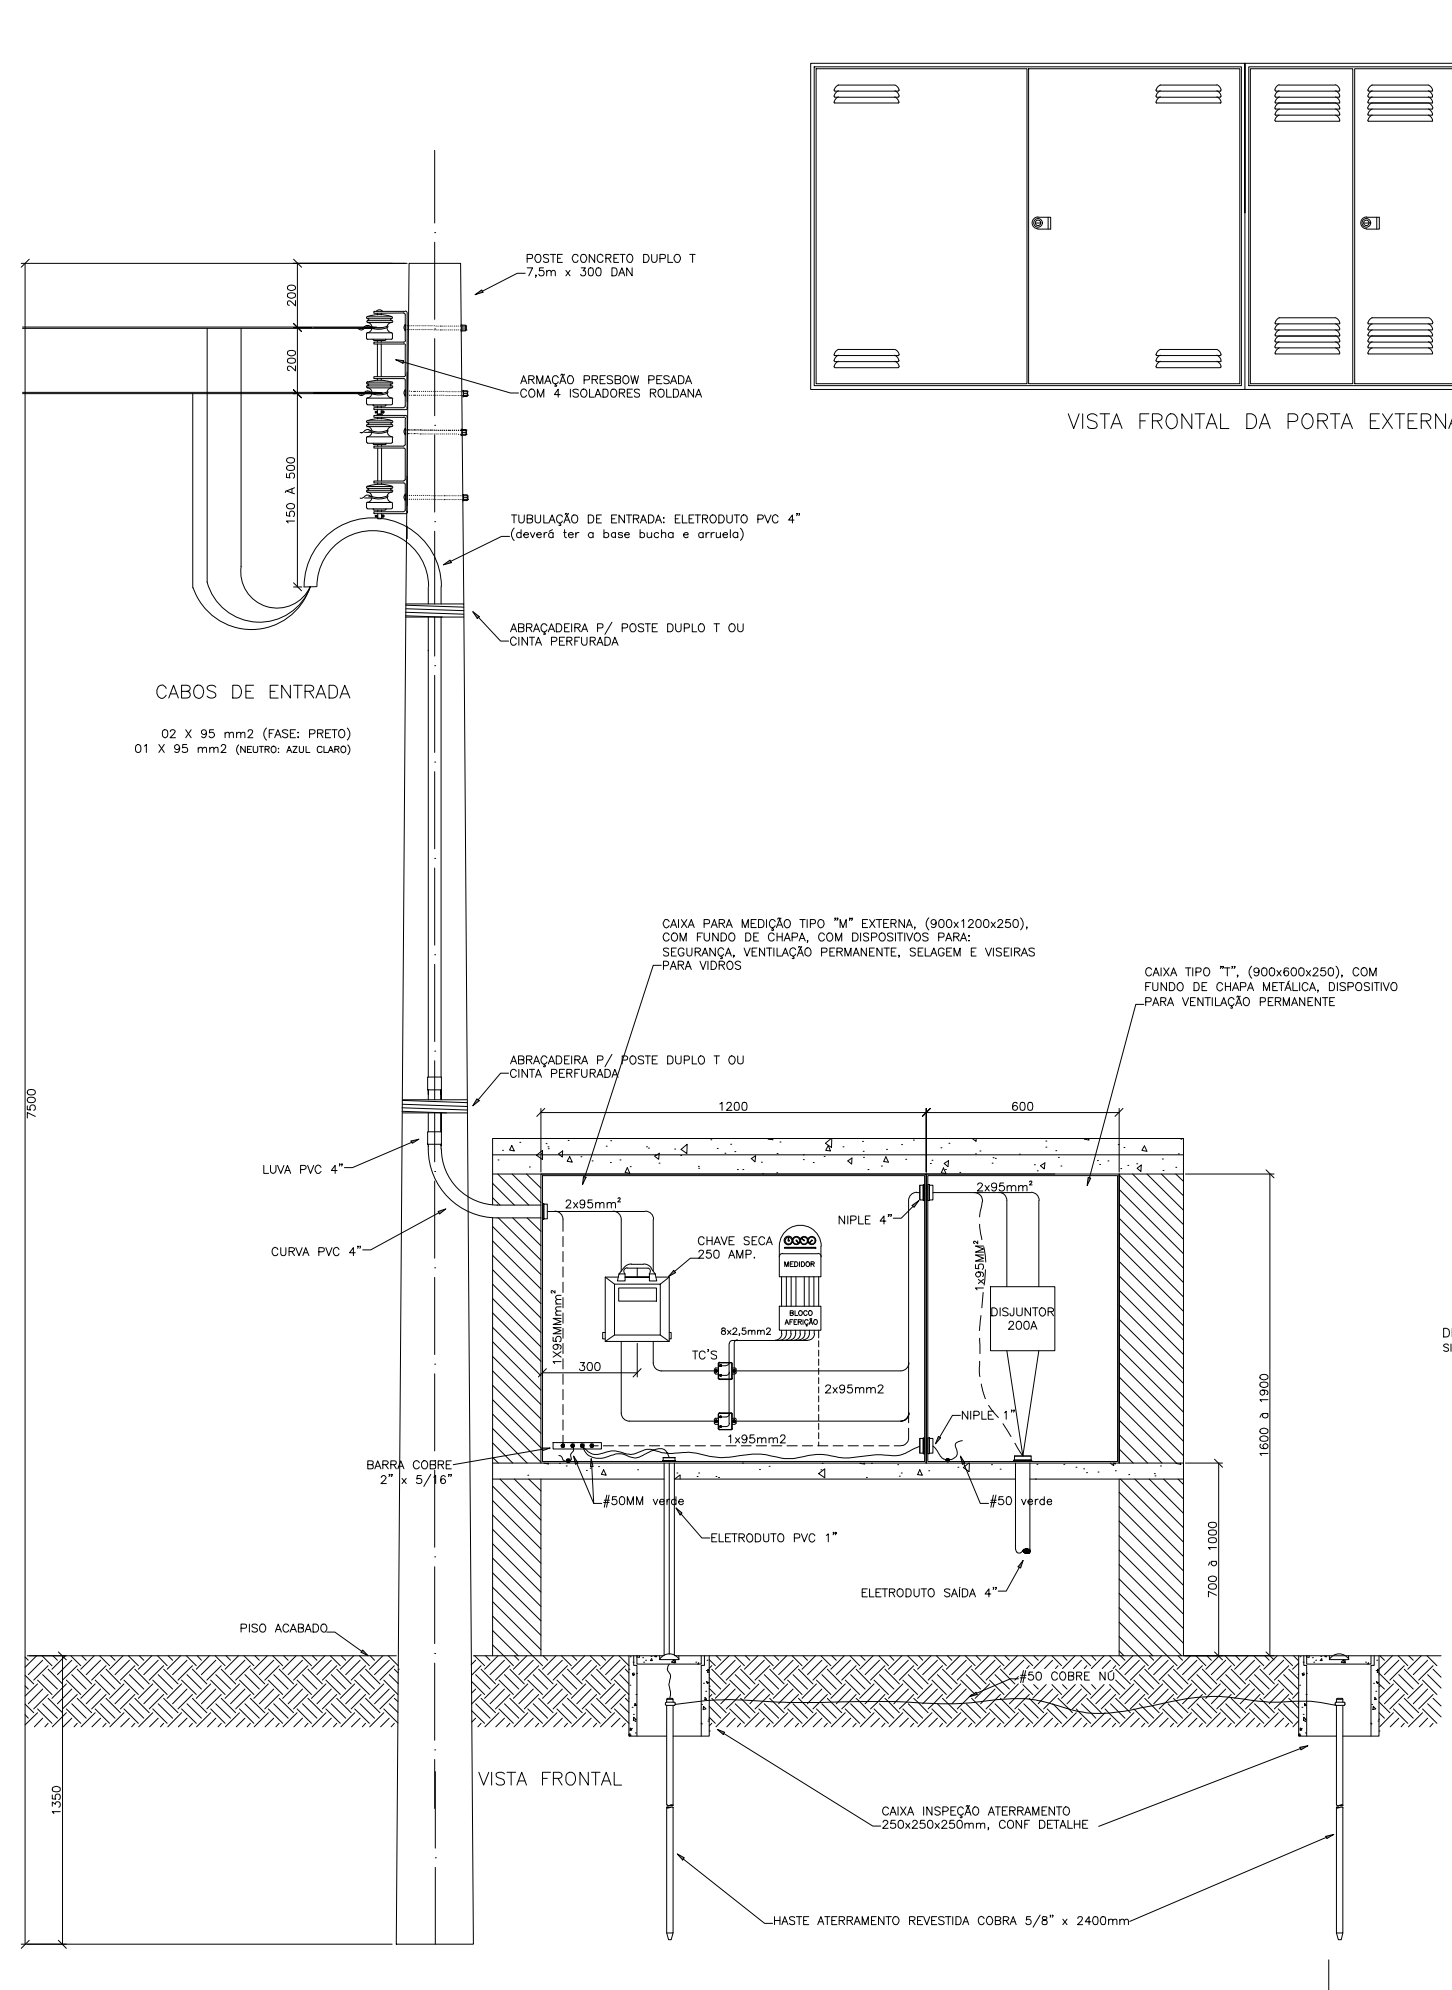 VISTA FRONTAL DA PORTA EXTERNA
POSTE CONCRETO DUPLO T
7,5m x 300 DAN
200
200
ARMAÇÃO PRESBOW PESADA
COM 4 ISOLADORES ROLDANA
150 À 500
TUBULAÇÃO DE ENTRADA: ELETRODUTO PVC 4"
(deverá ter a base bucha e arruela)
ABRAÇADEIRA P/ POSTE DUPLO T OU
CINTA PERFURADA
CABOS DE ENTRADA
02 X 95 mm2 (FASE: PRETO)
01 X 95 mm2 (NEUTRO: AZUL CLARO)
CAIXA PARA MEDIÇÃO TIPO "M" EXTERNA, (900x1200x250),
COM FUNDO DE CHAPA, COM DISPOSITIVOS PARA:
SEGURANÇA, VENTILAÇÃO PERMANENTE, SELAGEM E VISEIRAS
PARA VIDROS
CAIXA TIPO "T", (900x600x250), COM
FUNDO DE CHAPA METÁLICA, DISPOSITIVO
PARA VENTILAÇÃO PERMANENTE
ABRAÇADEIRA P/ POSTE DUPLO T OU
CINTA PERFURADA
7500
1200
600
LUVA PVC 4"
2x95mm²
2x95mm²
NIPLE 4"
CURVA PVC 4"
CHAVE SECA
250 AMP.
MEDIDOR
1x95MM²
BLOCO
AFERIÇÃO
DISJUNTOR
200A
1X95MMmm²
8x2,5mm2
TC'S
300
2x95mm2
1600 à 1900
NIPLE 1"
1x95mm2
BARRA COBRE
2" x 5/16"
#50MM verde
#50 verde
ELETRODUTO PVC 1"
700 à 1000
ELETRODUTO SAÍDA 4"
PISO ACABADO
#50 COBRE NÚ
VISTA FRONTAL
1350
CAIXA INSPEÇÃO ATERRAMENTO
250x250x250mm, CONF DETALHE
HASTE ATERRAMENTO REVESTIDA COBRA 5/8" x 2400mm